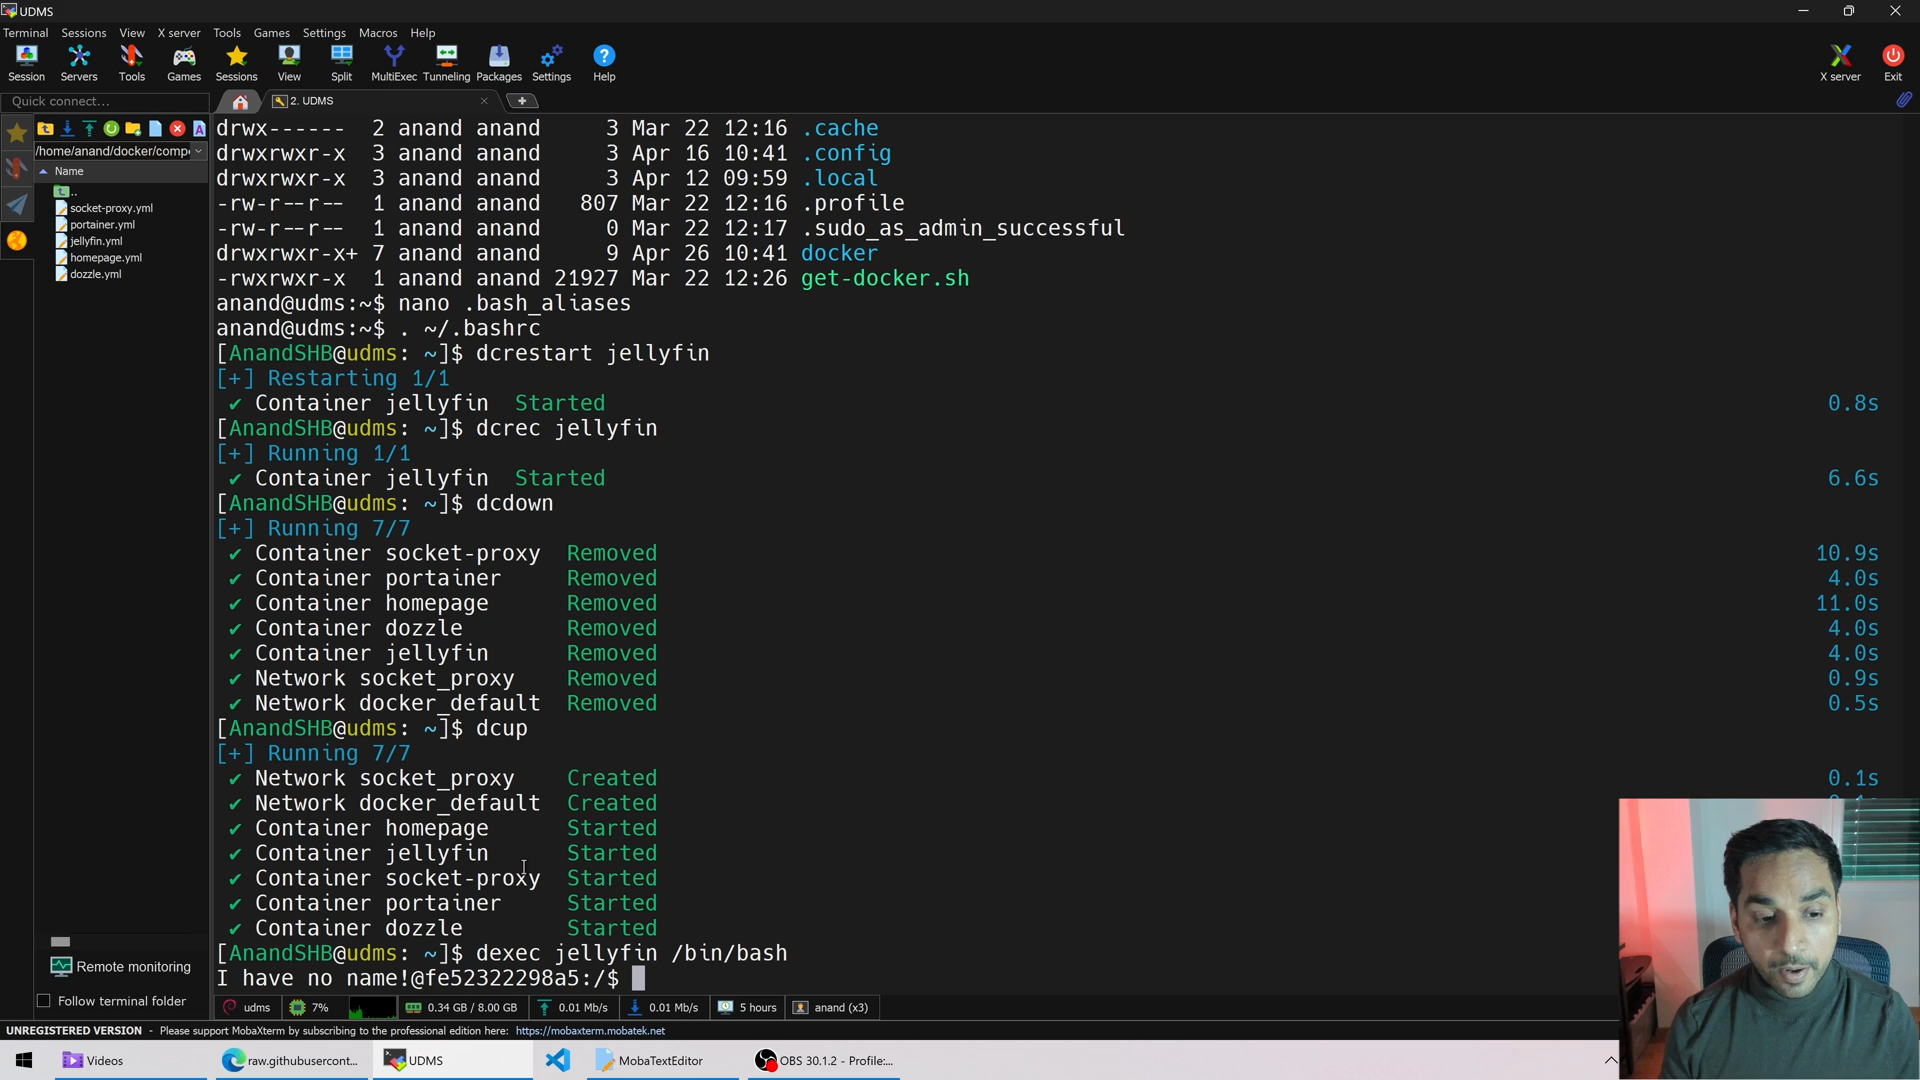 UDMS
Terminal Sessions View X server Tools Games Settings Macros Help
Session Servers Tools Games Sessions View Split MultiExec Tunneling Packages Settings Help X server Exit
Quick connect...
2. UDMS
/home/anand/docker/comp
Name
..
socket-proxy.yml
portainer.yml
jellyfin.yml
homepage.yml
dozzle.yml
Remote monitoring
Follow terminal folder
drwx------ 2 anand anand 3 Mar 22 12:16 .cache
drwxrwxr-x 3 anand anand 3 Apr 16 10:41 .config
drwxrwxr-x 3 anand anand 3 Apr 12 09:59 .local
-rw-r--r-- 1 anand anand 807 Mar 22 12:16 .profile
-rw-r--r-- 1 anand anand 0 Mar 22 12:17 .sudo_as_admin_successful
drwxrwxr-x+ 7 anand anand 9 Apr 26 10:41 docker
-rwxrwxr-x 1 anand anand 21927 Mar 22 12:26 get-docker.sh
anand@udms:~$ nano .bash_aliases
anand@udms:~$ . ~/.bashrc
[AnandSHB@udms: ~]$ dcrestart jellyfin
[+] Restarting 1/1
✔ Container jellyfin Started 0.8s
[AnandSHB@udms: ~]$ dcrec jellyfin
[+] Running 1/1
✔ Container jellyfin Started 6.6s
[AnandSHB@udms: ~]$ dcdown
[+] Running 7/7
✔ Container socket-proxy Removed 10.9s
✔ Container portainer Removed 4.0s
✔ Container homepage Removed 11.0s
✔ Container dozzle Removed 4.0s
✔ Container jellyfin Removed 4.0s
✔ Network socket_proxy Removed 0.9s
✔ Network docker_default Removed 0.5s
[AnandSHB@udms: ~]$ dcup
[+] Running 7/7
✔ Network socket_proxy Created 0.1s
✔ Network docker_default Created
✔ Container homepage Started
✔ Container jellyfin Started
✔ Container socket-proxy Started
✔ Container portainer Started
✔ Container dozzle Started
[AnandSHB@udms: ~]$ dexec jellyfin /bin/bash
I have no name!@fe52322298a5:/$
udms 7% 0.34 GB / 8.00 GB 0.01 Mb/s 0.01 Mb/s 5 hours anand (x3)
UNREGISTERED VERSION - Please support MobaXterm by subscribing to the professional edition here: https://mobaxterm.mobatek.net
Videos raw.githubusercont... UDMS MobaTextEditor OBS 30.1.2 - Profile:...